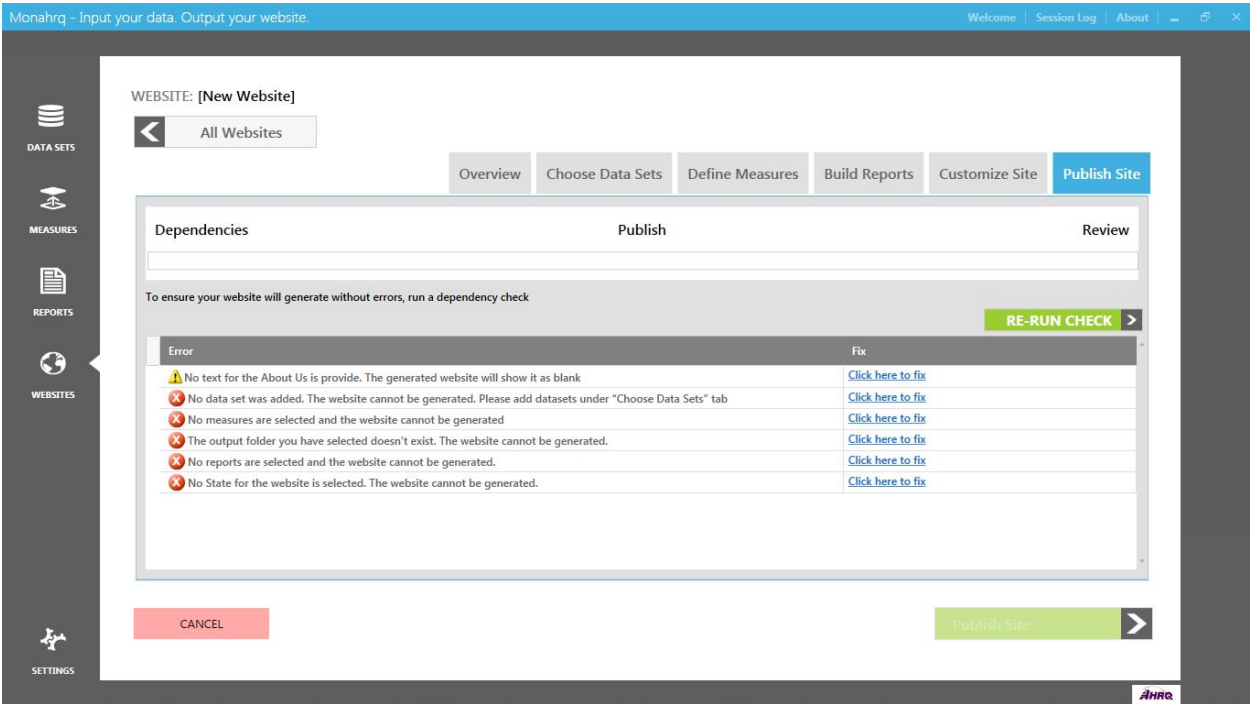 Monahrq - Input your data. Output your website.
Welcome | Session Log | About
WEBSITE: [New Website]
All Websites
DATA SETS
Overview
Choose Data Sets
Define Measures
Build Reports
Customize Site
Publish Site
MEASURES
Dependencies
Publish
Review
To ensure your website will generate without errors, run a dependency check
REPORTS
RE-RUN CHECK
Error
Fix
WEBSITES
No text for the About Us is provide. The generated website will show it as blank
Click here to fix
No data set was added. The website cannot be generated. Please add datasets under "Choose Data Sets" tab
Click here to fix
No measures are selected and the website cannot be generated
Click here to fix
The output folder you have selected doesn't exist. The website cannot be generated.
Click here to fix
No reports are selected and the website cannot be generated.
Click here to fix
No State for the website is selected. The website cannot be generated.
Click here to fix
CANCEL
Publish Site
SETTINGS
AHRQ